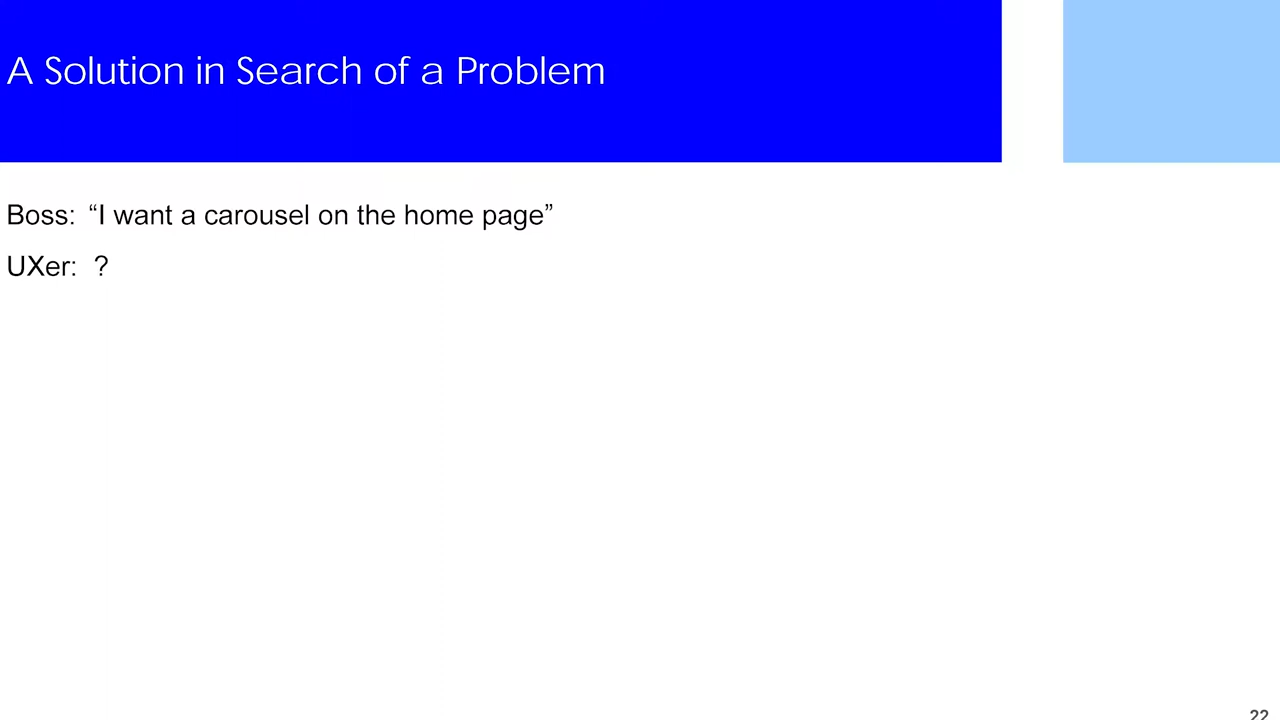 A Solution in Search of a Problem
Boss: “I want a carousel on the home page”
UXer: ?
22